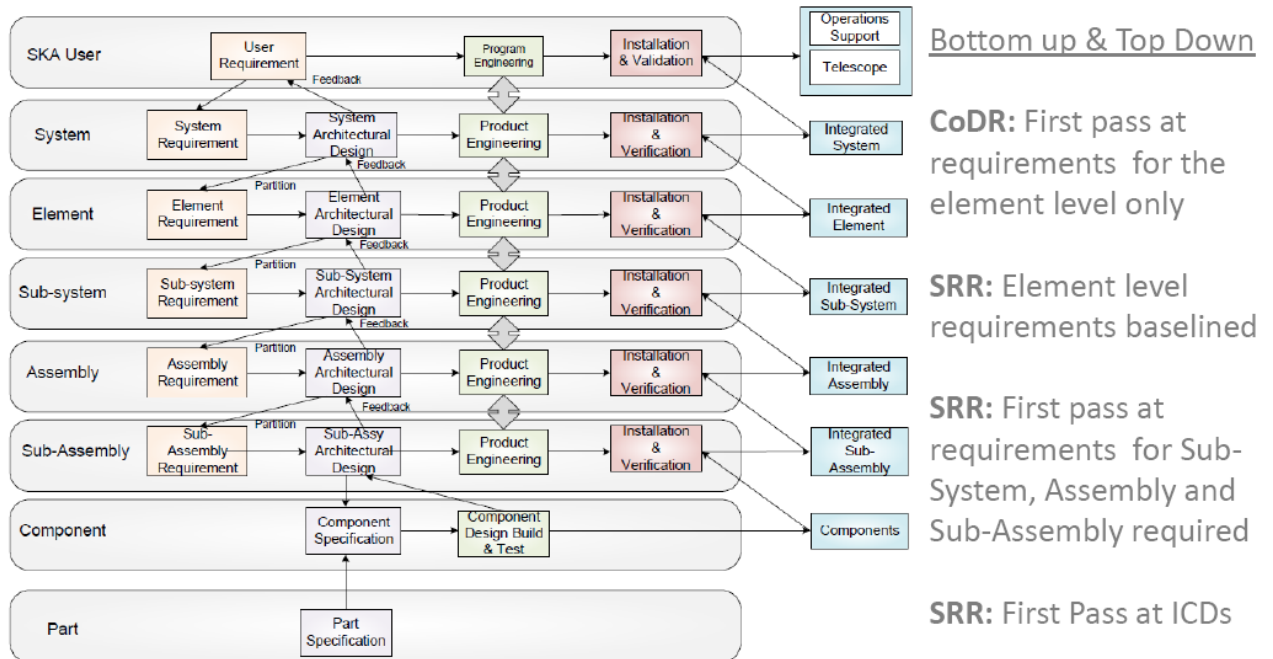 SKA User
User
Requirement
Program
Engineering
Installation
& Validation
Operations
Support
Telescope
Feedback
System
System
Requirement
System
Architectural
Design
Product
Engineering
Installation
&
Verification
Integrated
System
Feedback
Partition
Element
Element
Requirement
Element
Architectural
Design
Product
Engineering
Installation
&
Verification
Integrated
Element
Feedback
Partition
Sub-system
Sub-system
Requirement
Sub-System
Architectural
Design
Product
Engineering
Installation
&
Verification
Integrated
Sub-System
Feedback
Partition
Assembly
Assembly
Requirement
Assembly
Architectural
Design
Product
Engineering
Installation
&
Verification
Integrated
Assembly
Feedback
Partition
Sub-Assembly
Sub-
Assembly
Requirement
Sub-Assy
Architectural
Design
Product
Engineering
Installation
&
Verification
Integrated
Sub-
Assembly
Component
Component
Specification
Component
Design Build
& Test
Components
Part
Part
Specification
Bottom up & Top Down
CoDR: First pass at
requirements for the
element level only
SRR: Element level
requirements baselined
SRR: First pass at
requirements for Sub-
System, Assembly and
Sub-Assembly required
SRR: First Pass at ICDs